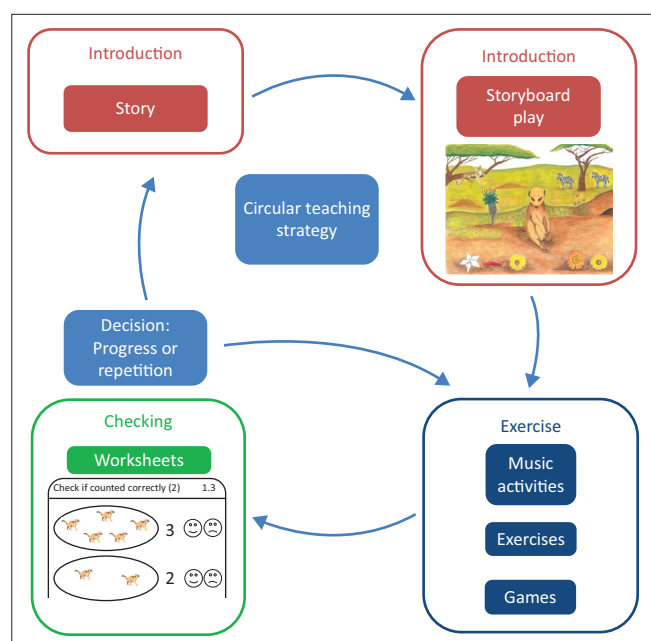 Introduction
Story
Introduction
Storyboard
play
Circular teaching
strategy
Decision:
Progress or
repetition
Checking
Worksheets
Check if counted correctly (2) 1.3
3
2
Exercise
Music
activities
Exercises
Games